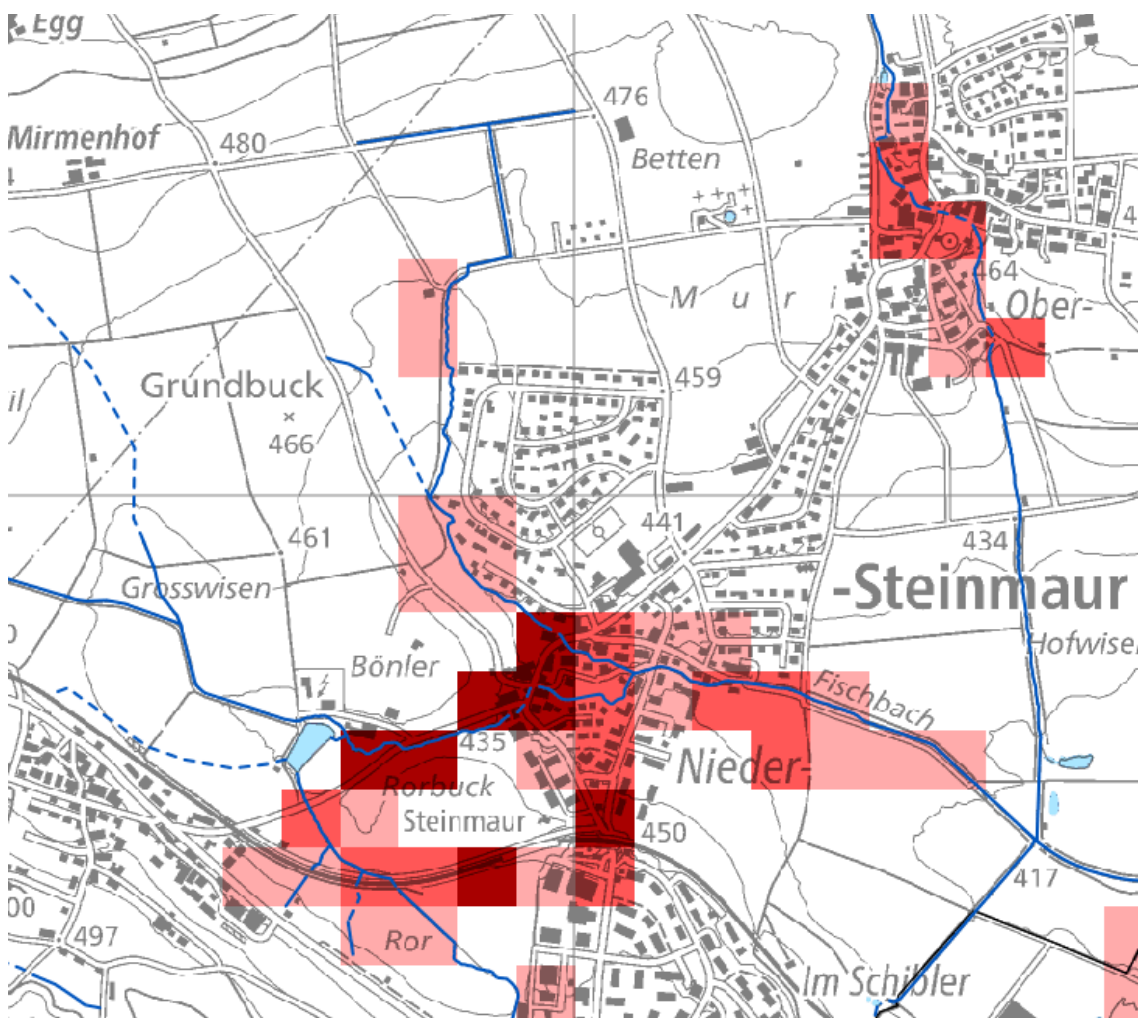 Egg
476
Mirmenhof
480
Betten
464
Muri
Ober-
Grundbuck
459
466
441
461
434
Grosswisen
-Steinmaur
Hofwisen
Bönler
Fischbach
435
Nieder-
Rorbuck
Steinmaur
450
417
497
Ror
Im Schibler